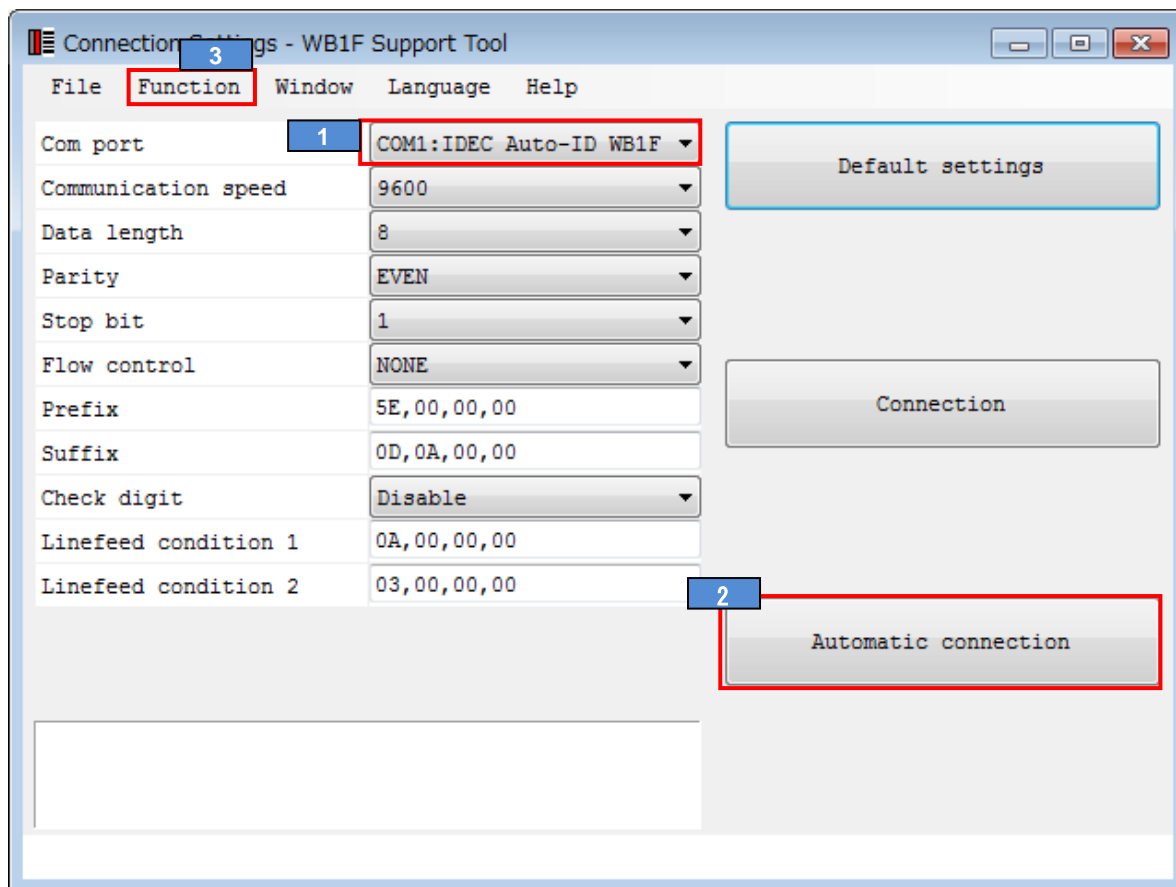 Connection Settings - WB1F Support Tool
3
File Function Window Language Help
1
Com port COM1:IDEC Auto-ID WB1F
Default settings
Communication speed 9600
Data length 8
Parity EVEN
Stop bit 1
Flow control NONE
Prefix 5E,00,00,00
Connection
Suffix 0D,0A,00,00
Check digit Disable
Linefeed condition 1 0A,00,00,00
Linefeed condition 2 03,00,00,00
2
Automatic connection